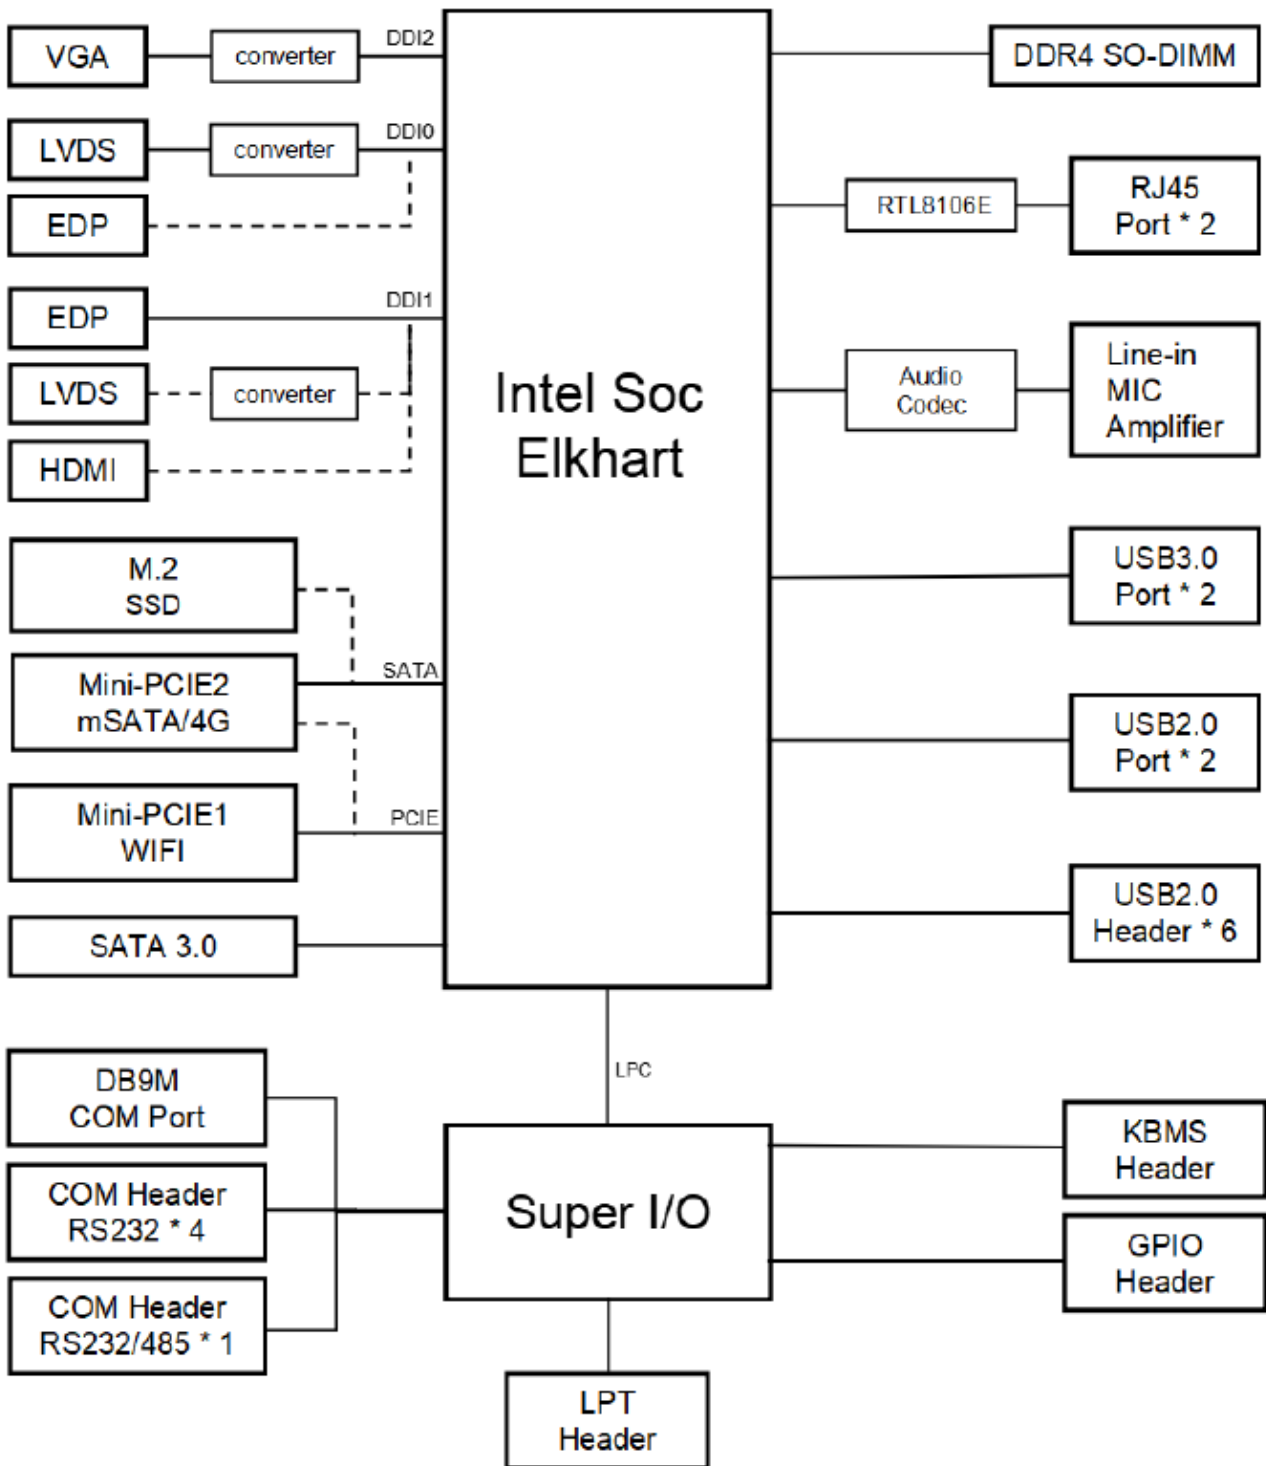 VGA
converter
DDI2
DDR4 SO-DIMM
LVDS
converter
DDI0
EDP
RTL8106E
RJ45
Port * 2
EDP
DDI1
LVDS
converter
HDMI
Intel Soc
Elkhart
Audio
Codec
Line-in
MIC
Amplifier
M.2
SSD
USB3.0
Port * 2
Mini-PCIE2
mSATA/4G
SATA
USB2.0
Port * 2
Mini-PCIE1
WIFI
PCIE
SATA 3.0
USB2.0
Header * 6
LPC
DB9M
COM Port
COM Header
RS232 * 4
COM Header
RS232/485 * 1
Super I/O
KBMS
Header
GPIO
Header
LPT
Header